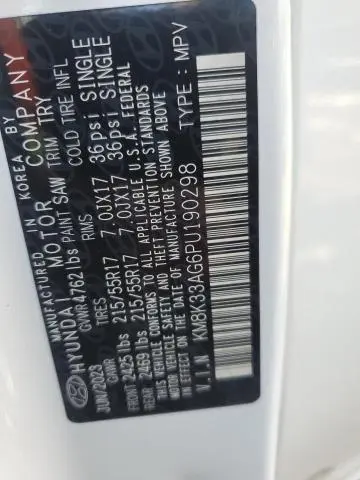 MANUFACTURED IN KOREA BY
HYUNDAI MOTOR COMPANY
JUN/2023 GVWR 4762 lbs PAINT SAW TRIM TRY
GAWR TIRES RIMS COLD TIRE INFL
FRONT 2425 lbs 215/55R17 7.0JX17 36psi SINGLE
REAR 2469 lbs 215/55R17 7.0JX17 36psi SINGLE
THIS VEHICLE CONFORMS TO ALL APPLICABLE U.S.A. FEDERAL
MOTOR VEHICLE SAFETY AND THEFT PREVENTION STANDARDS
IN EFFECT ON THE DATE OF MANUFACTURE SHOWN ABOVE
V.I.N KM8K33AG6PU190298 TYPE : MPV